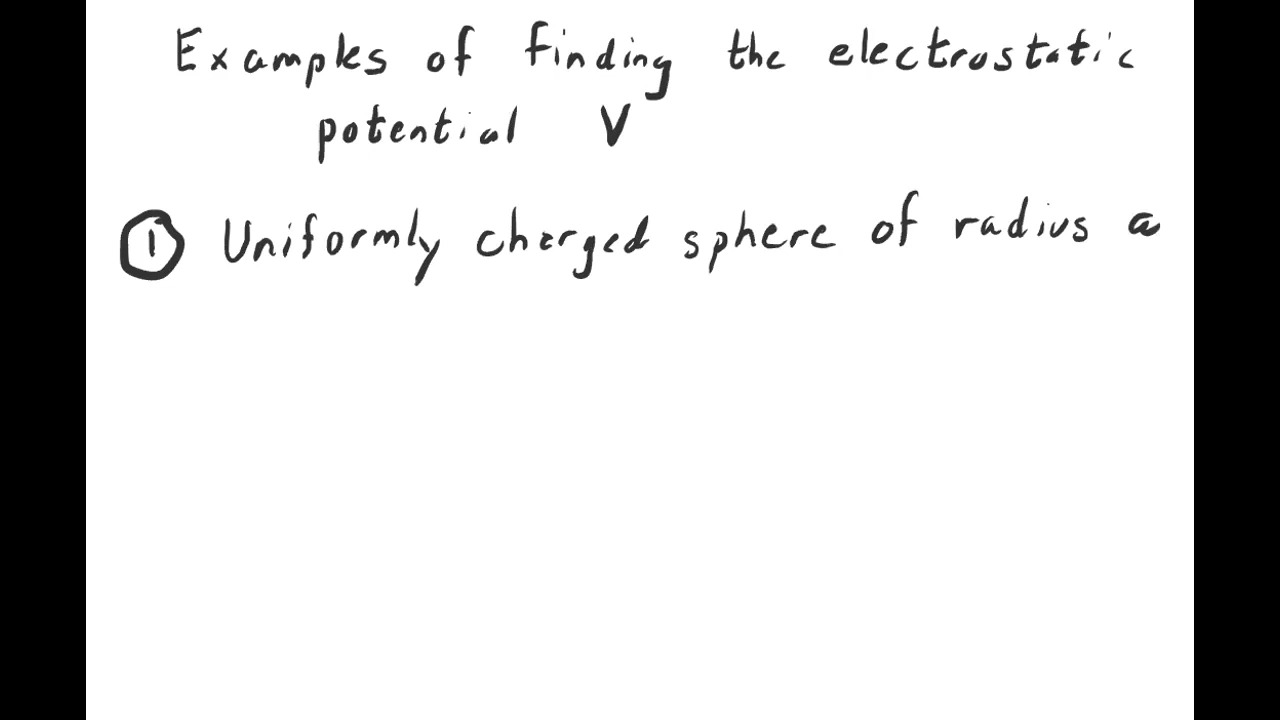 Examples of finding the electrostatic
potential V
① Uniformly charged sphere of radius a